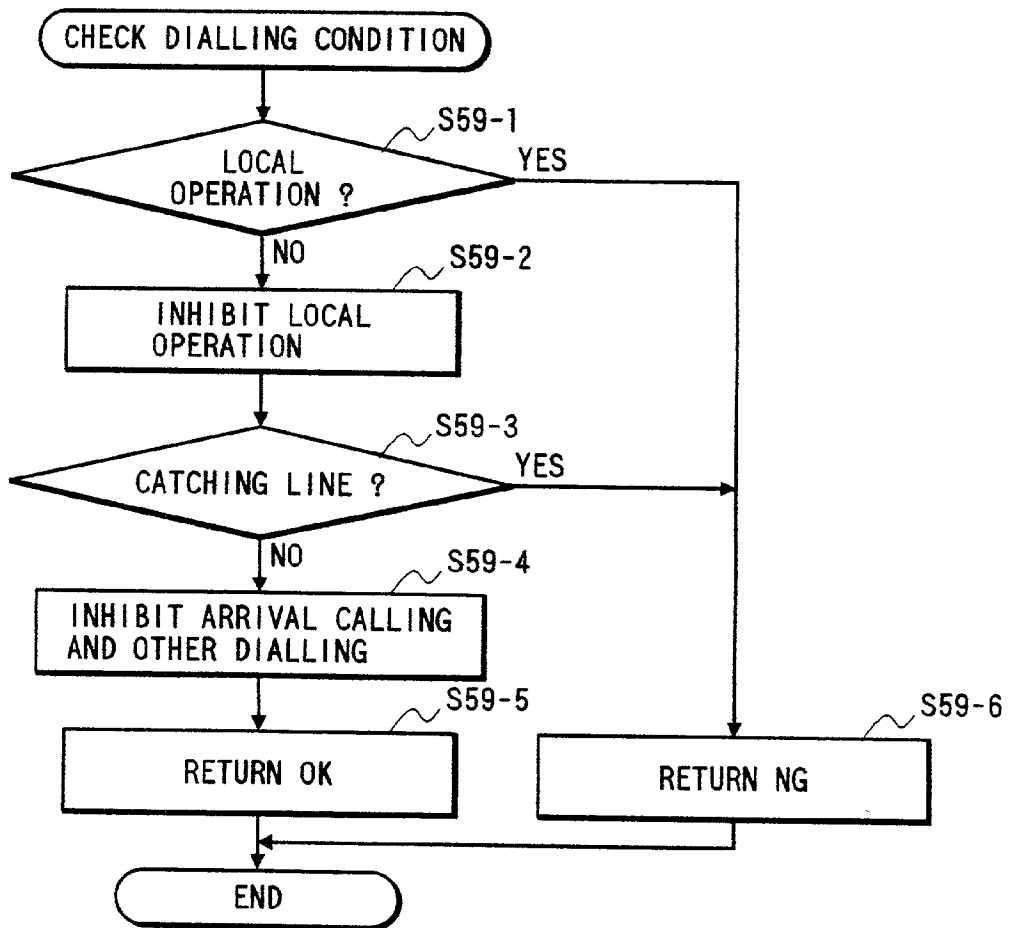 CHECK DIALLING CONDITION
S59-1
LOCAL
OPERATION ?
YES
NO
S59-2
INHIBIT LOCAL
OPERATION
S59-3
CATCHING LINE ?
YES
NO
S59-4
INHIBIT ARRIVAL CALLING
AND OTHER DIALLING
S59-5
RETURN OK
S59-6
RETURN NG
END